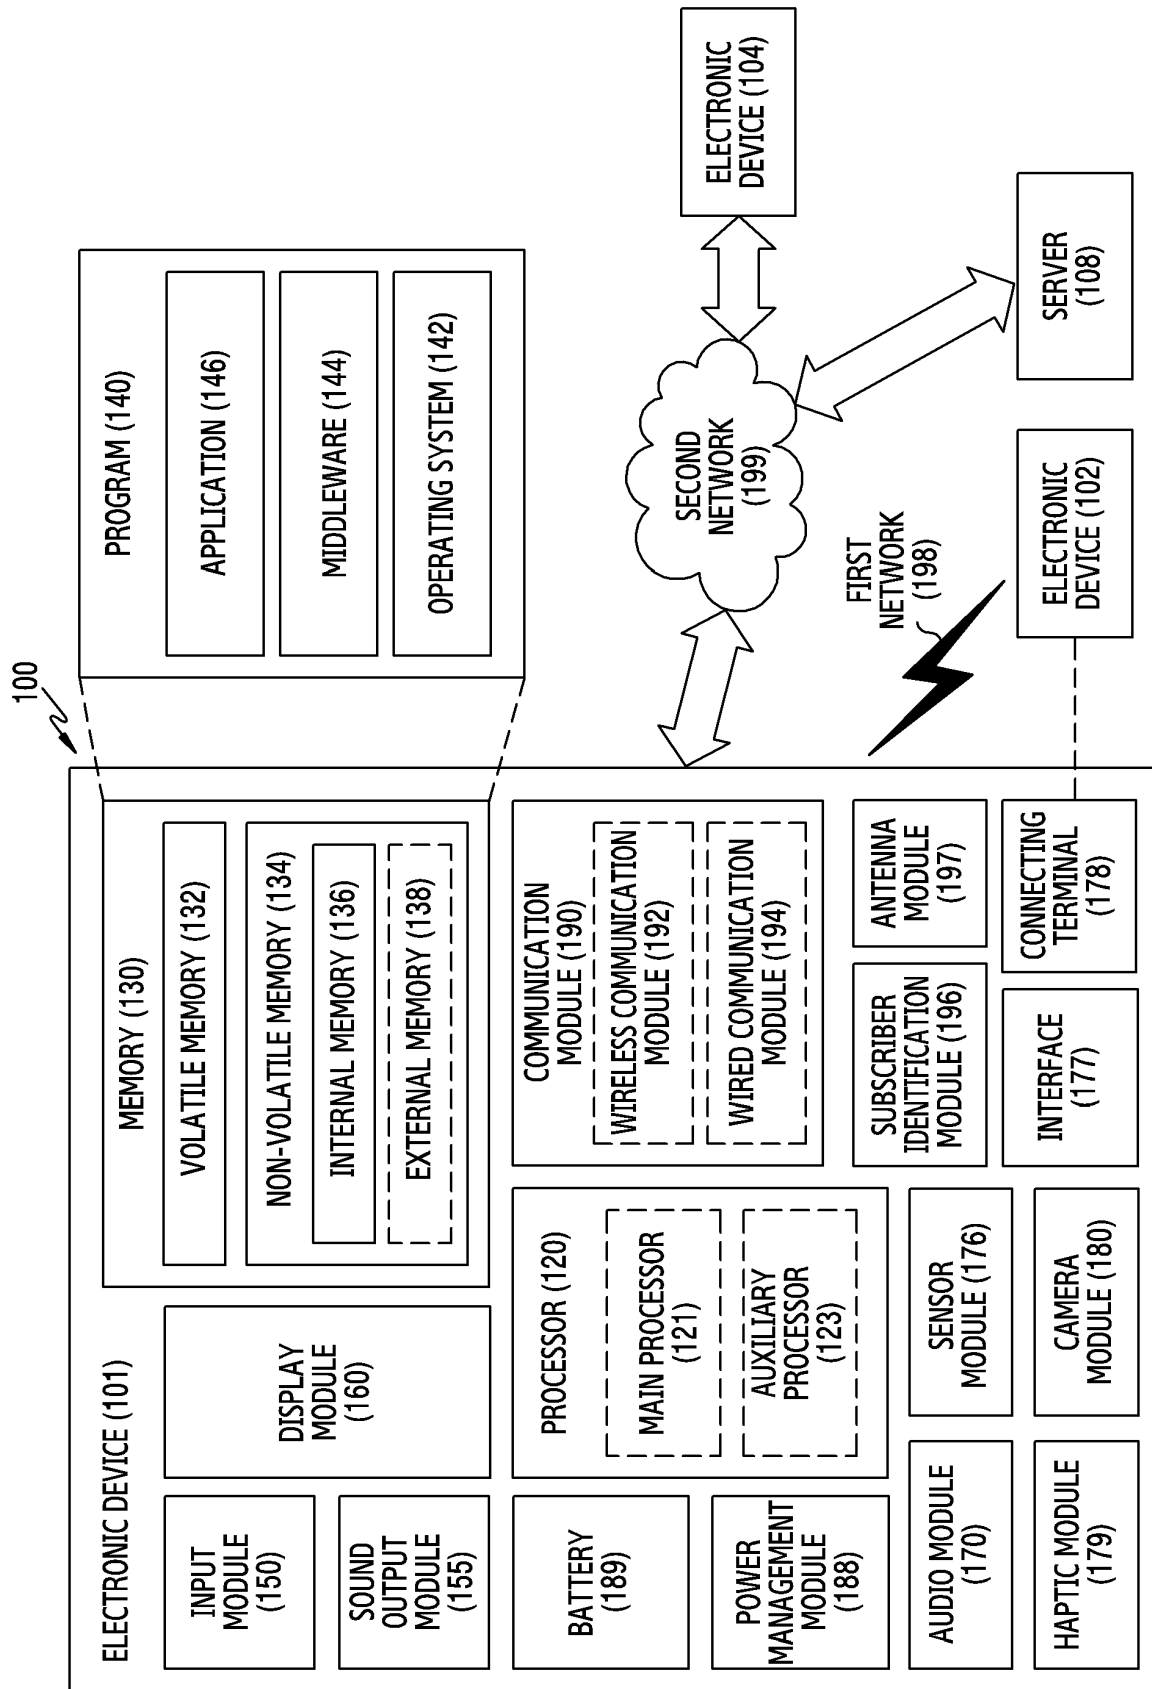 100
ELECTRONIC DEVICE (101)
INPUT
MODULE
(150)
SOUND
OUTPUT
MODULE
(155)
DISPLAY
MODULE
(160)
MEMORY (130)
VOLATILE MEMORY (132)
NON-VOLATILE MEMORY (134)
INTERNAL MEMORY (136)
EXTERNAL MEMORY (138)
PROGRAM (140)
APPLICATION (146)
MIDDLEWARE (144)
OPERATING SYSTEM (142)
BATTERY
(189)
POWER
MANAGEMENT
MODULE
(188)
PROCESSOR (120)
MAIN PROCESSOR
(121)
AUXILIARY
PROCESSOR
(123)
COMMUNICATION
MODULE (190)
WIRELESS COMMUNICATION
MODULE (192)
WIRED COMMUNICATION
MODULE (194)
AUDIO MODULE
(170)
HAPTIC MODULE
(179)
SENSOR
MODULE (176)
CAMERA
MODULE (180)
SUBSCRIBER
IDENTIFICATION
MODULE (196)
ANTENNA
MODULE
(197)
INTERFACE
(177)
CONNECTING
TERMINAL
(178)
SECOND
NETWORK
(199)
FIRST
NETWORK
(198)
ELECTRONIC
DEVICE (104)
ELECTRONIC
DEVICE (102)
SERVER
(108)